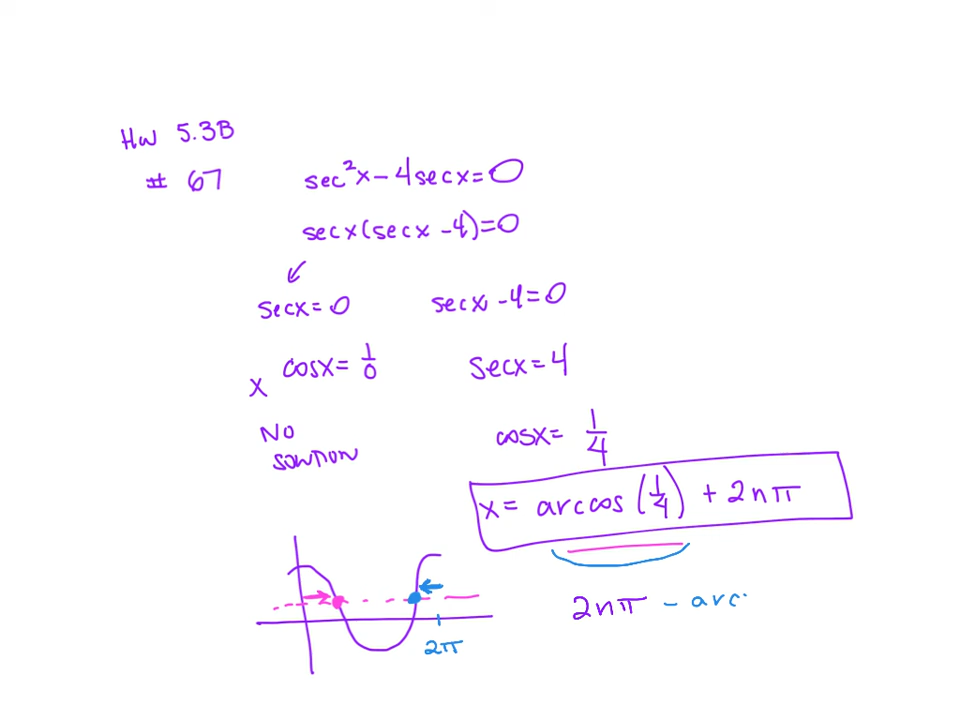 HW 5.3B
# 67
sec²x - 4secx = 0
secx(secx - 4) = 0
secx = 0
secx - 4 = 0
x cosx = 1/0
secx = 4
NO
SOLUTION
cosx = 1/4
x = arccos(1/4) + 2nπ
2nπ - arc
2π